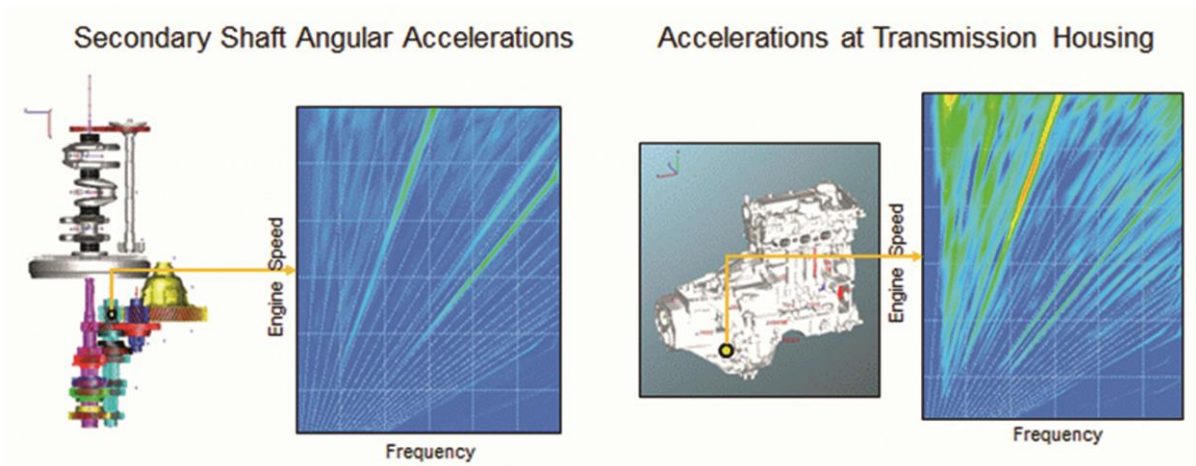 Secondary Shaft Angular Accelerations
Accelerations at Transmission Housing
Engine Speed
Frequency
Engine Speed
Frequency